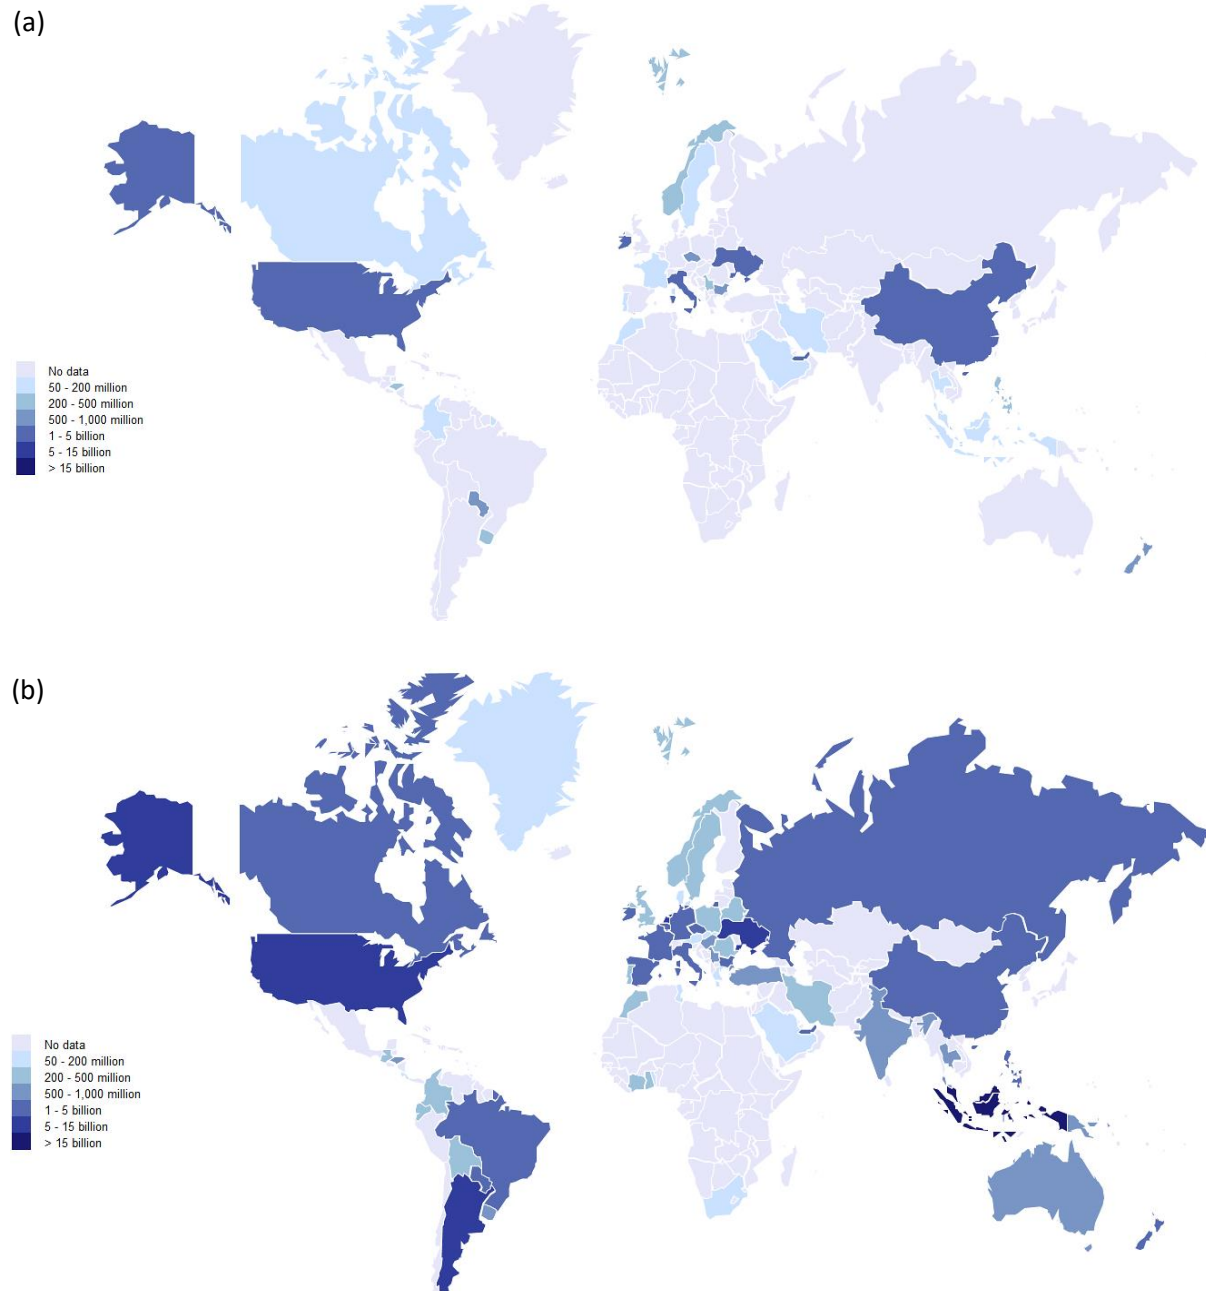 (a)
No data
50 - 200 million
200 - 500 million
500 - 1,000 million
1 - 5 billion
5 - 15 billion
> 15 billion
(b)
No data
50 - 200 million
200 - 500 million
500 - 1,000 million
1 - 5 billion
5 - 15 billion
> 15 billion